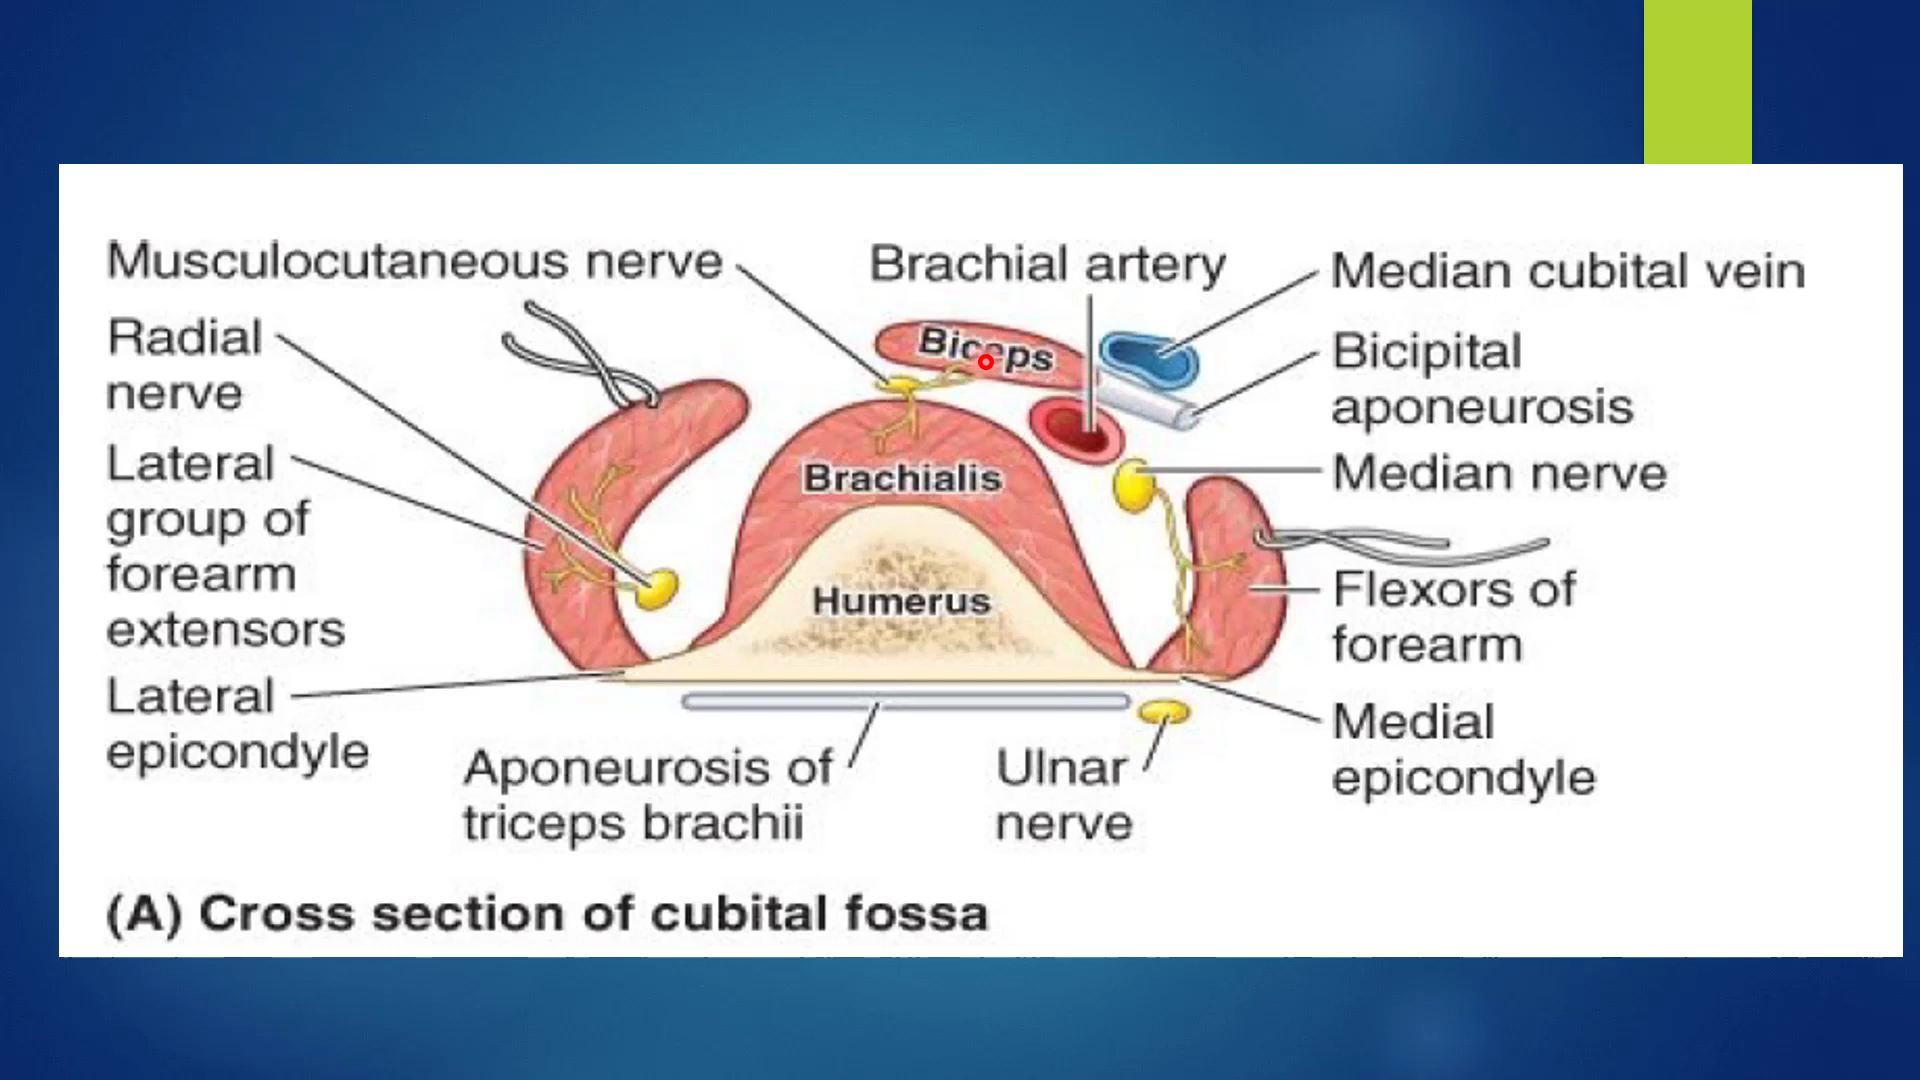 Musculocutaneous nerve
Radial
nerve
Lateral
group of
forearm
extensors
Lateral
epicondyle
Brachial artery
Median cubital vein
Bicipital
aponeurosis
Median nerve
Flexors of
forearm
Medial
epicondyle
Biceps
Brachialis
Humerus
Aponeurosis of
triceps brachii
Ulnar
nerve
(A) Cross section of cubital fossa